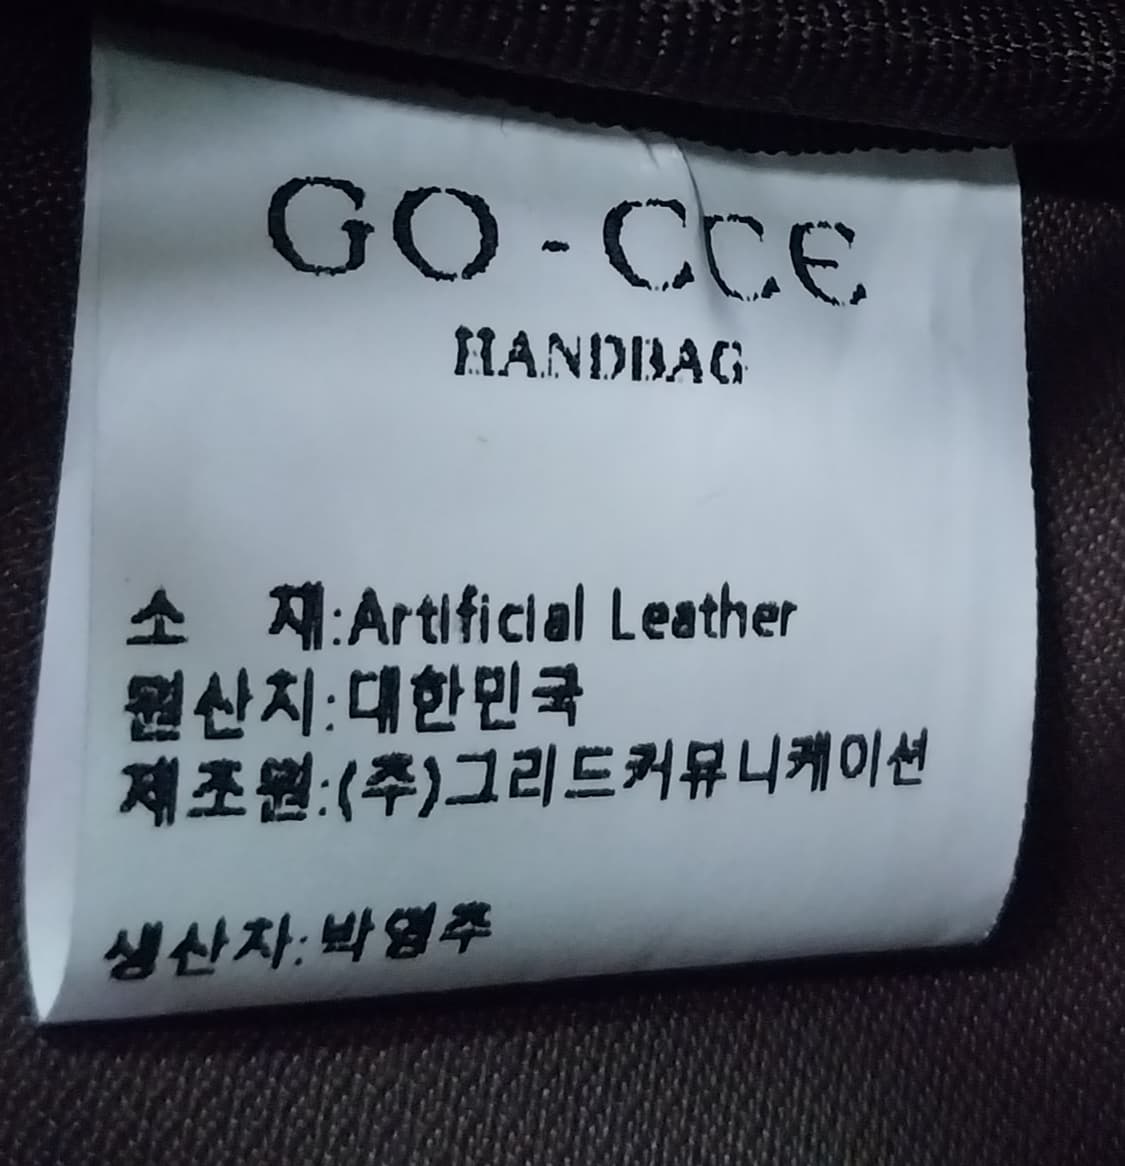 GO - CCE
HANDBAG
소 재:Artificial Leather
원산지:대한민국
제조원:(주)그리드커뮤니케이션
생산자:박영주